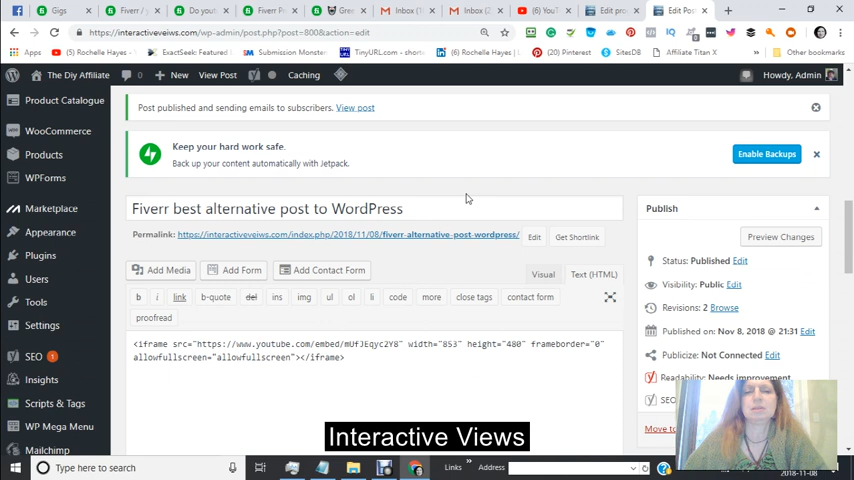 Gigs
Fiverr /
Do yout
Fiverr P
Gre
Inbox (1
Inbox (2
(1) YouT
Edit pro
Edit Pos
https://interactiveveiws.com/wp-admin/post.php?post=800&action=edit
Apps
(5) Rochelle Hayes |
ExactSeek: Featured L
Submission Monster
TinyURL.com - shorte
(6) Rochelle Hayes |
(20) Pinterest
SitesDB
Affiliate Titan X
Other bookmarks
The Diy Affiliate
0
New
View Post
Caching
Howdy, Admin
Product Catalogue
WooCommerce
Products
WPForms
Marketplace
Appearance
Plugins
Users
Tools
Settings
SEO 1
Insights
Scripts & Tags
WP Mega Menu
Mailchimp
Post published and sending emails to subscribers. View post
Keep your hard work safe.
Back up your content automatically with Jetpack.
Enable Backups
Fiverr best alternative post to WordPress
Permalink: https://interactiveveiws.com/index.php/2018/11/08/fiverr-alternative-post-wordpress/
Edit
Get Shortlink
Add Media
Add Form
Add Contact Form
Visual
Text (HTML)
b
i
link
b-quote
del
ins
img
ul
ol
li
code
more
close tags
contact form
proofread
<iframe src="https://www.youtube.com/embed/mUfJEqyc2Y8" width="853" height="480" frameborder="0"
allowfullscreen="allowfullscreen"></iframe>
Publish
Preview Changes
Status: Published Edit
Visibility: Public Edit
Revisions: 2 Browse
Published on: Nov 8, 2018 @ 21:31 Edit
Publicize: Not Connected Edit
Readability: Needs improvement
SEO
Move to
Interactive Views
Type here to search
Links
Address
2018-11-08